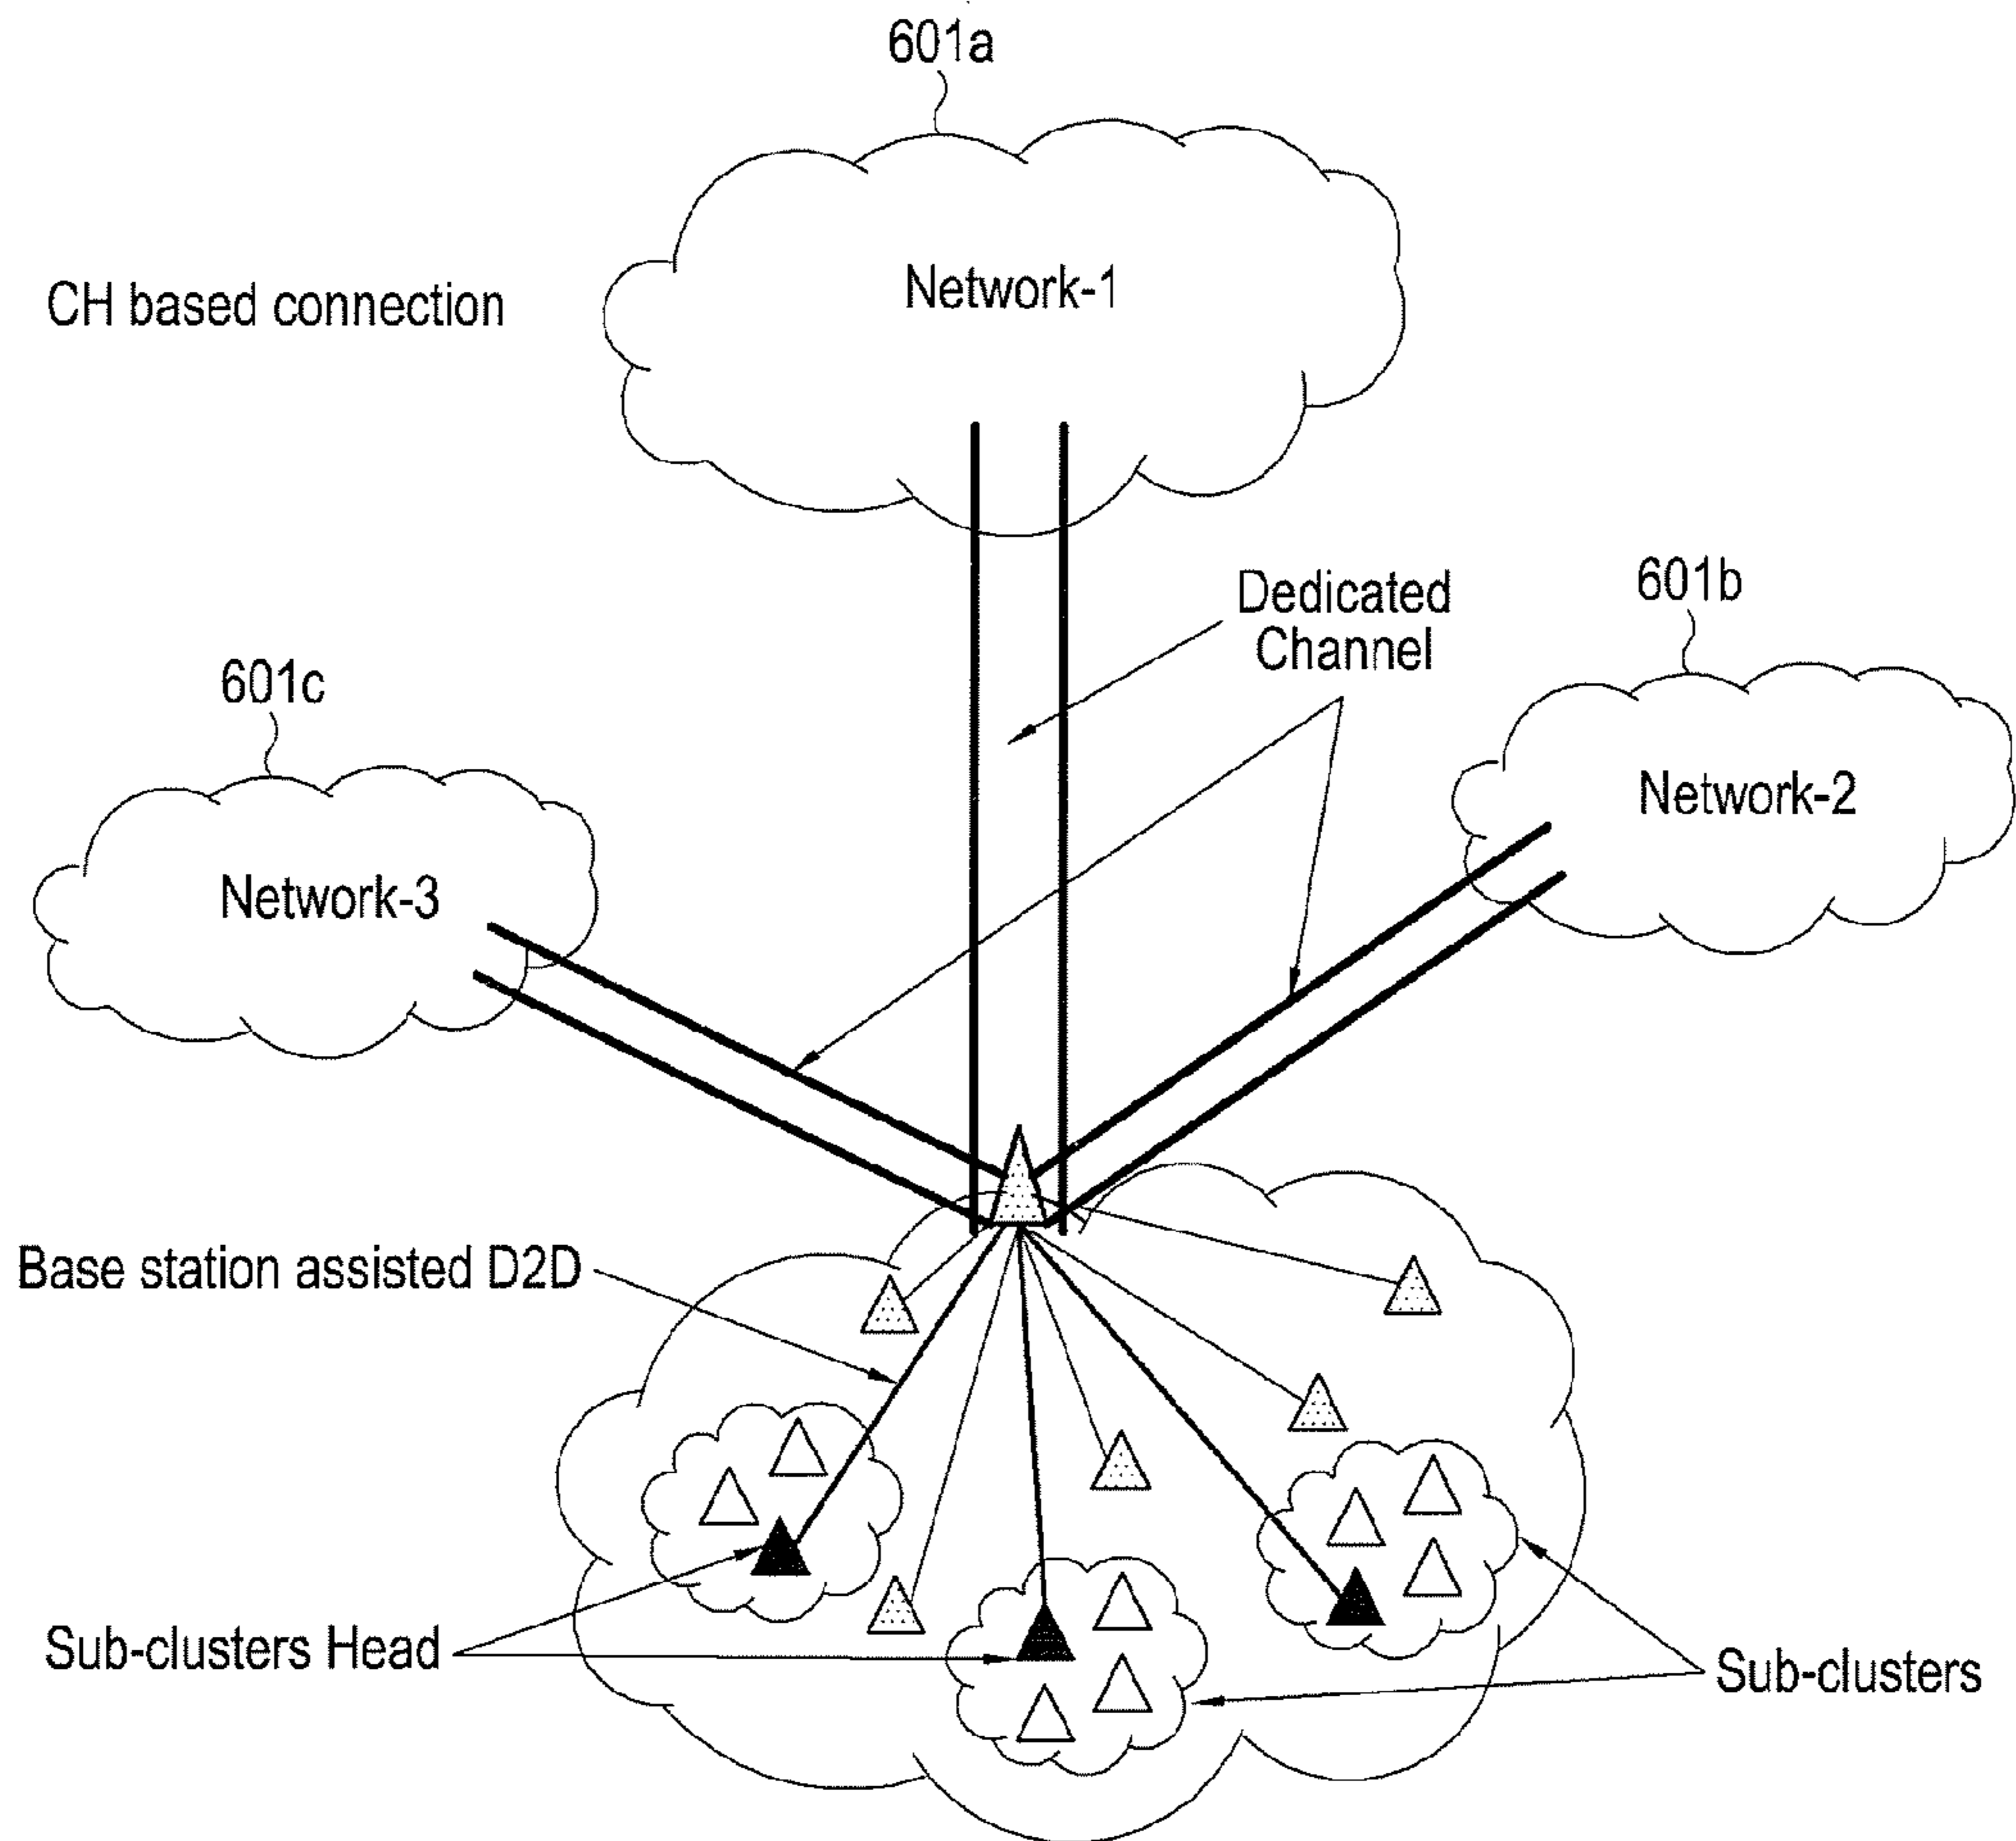 601a
Network-1
CH based connection
Dedicated
Channel
601b
Network-2
601c
Network-3
Base station assisted D2D
Sub-clusters Head
Sub-clusters